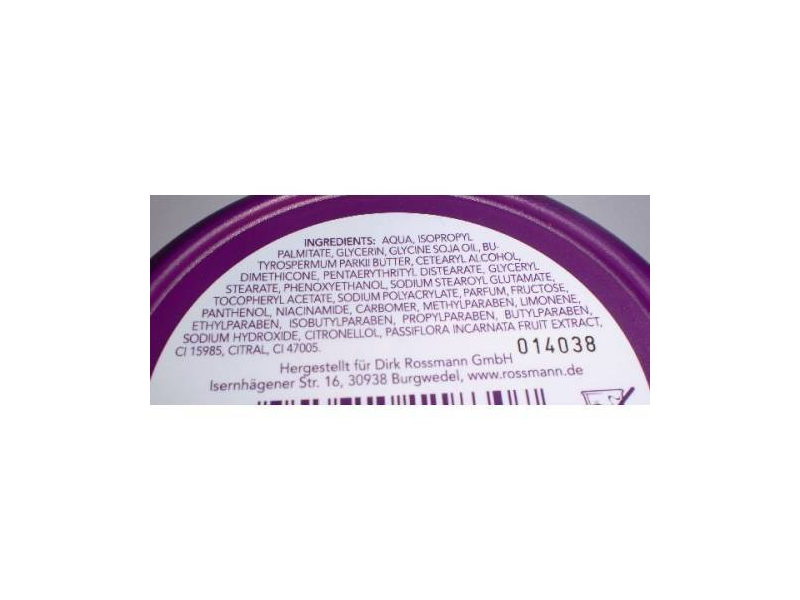 INGREDIENTS: AQUA, ISOPROPYL
PALMITATE, GLYCERIN, GLYCINE SOJA OIL, BU-
TYROSPERMUM PARKII BUTTER, CETEARYL ALCOHOL,
DIMETHICONE, PENTAERYTHRITYL DISTEARATE, GLYCERYL
STEARATE, PHENOXYETHANOL, SODIUM STEAROYL GLUTAMATE,
TOCOPHERYL ACETATE, SODIUM POLYACRYLATE, PARFUM, FRUCTOSE,
PANTHENOL, NIACINAMIDE, CARBOMER, METHYLPARABEN, LIMONENE,
ETHYLPARABEN, ISOBUTYLPARABEN, PROPYLPARABEN, BUTYLPARABEN,
SODIUM HYDROXIDE, CITRONELLOL, PASSIFLORA INCARNATA FRUIT EXTRACT,
CI 15985, CITRAL, CI 47005.
014038
Hergestellt für Dirk Rossmann GmbH
Isernhägener Str. 16, 30938 Burgwedel, www.rossmann.de